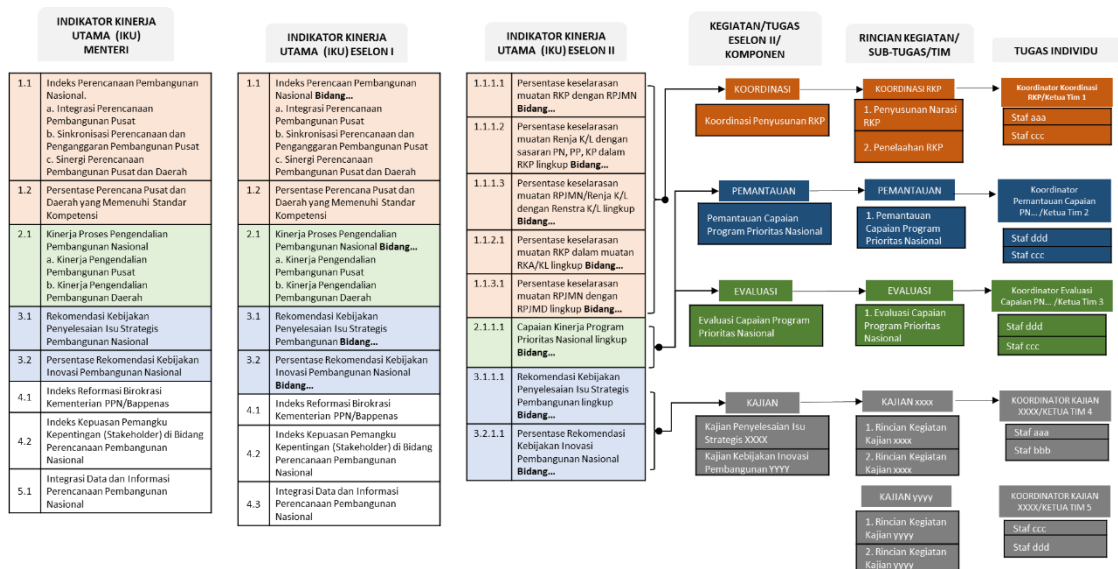 INDIKATOR KINERJA
UTAMA (IKU)
MENTERI
1.1 Indeks Perencanaan Pembangunan
Nasional.
a. Integrasi Perencanaan
Pembangunan Pusat
b. Sinkronisasi Perencanaan dan
Penganggaran Pembangunan Pusat
c. Sinergi Perencanaan
Pembangunan Pusat dan Daerah
1.2 Persentase Perencana Pusat dan
Daerah yang Memenuhi Standar
Kompetensi
2.1 Kinerja Proses Pengendalian
Pembangunan Nasional
a. Kinerja Pengendalian
Pembangunan Pusat
b. Kinerja Pengendalian
Pembangunan Daerah
3.1 Rekomendasi Kebijakan
Penyelesaian Isu Strategis
Pembangunan Nasional
3.2 Persentase Rekomendasi Kebijakan
Inovasi Pembangunan Nasional
4.1 Indeks Reformasi Birokrasi
Kementerian PPN/Bappenas
4.2 Indeks Kepuasan Pemangku
Kepentingan (Stakeholder) di Bidang
Perencanaan Pembangunan
Nasional
5.1 Integrasi Data dan Informasi
Perencanaan Pembangunan
Nasional
INDIKATOR KINERJA
UTAMA (IKU) ESELON I
1.1 Indeks Perencaan Pembangunan
Nasional Bidang...
a. Integrasi Perencanaan
Pembangunan Pusat
b. Sinkronisasi Perencanaan dan
Penganggaran Pembangunan Pusat
c. Sinergi Perencanaan
Pembangunan Pusat dan Daerah
1.2 Persentase Perencana Pusat dan
Daerah yang Memenuhi Standar
Kompetensi
2.1 Kinerja Proses Pengendalian
Pembangunan Nasional Bidang...
a. Kinerja Pengendalian
Pembangunan Pusat
b. Kinerja Pengendalian
Pembangunan Daerah
3.1 Rekomendasi Kebijakan
Penyelesaian Isu Strategis
Pembangunan Bidang...
3.2 Persentase Rekomendasi Kebijakan
Inovasi Pembangunan Nasional
Bidang...
4.1 Indeks Reformasi Birokrasi
Kementerian PPN/Bappenas
4.2 Indeks Kepuasan Pemangku
Kepentingan (Stakeholder) di Bidang
Perencanaan Pembangunan
Nasional
4.3 Integrasi Data dan Informasi
Perencanaan Pembangunan
Nasional
INDIKATOR KINERJA
UTAMA (IKU) ESELON II
1.1.1.1 Persentase keselarasan
muatan RKP dengan RPJMN
Bidang...
1.1.1.2 Persentase keselarasan
muatan Renja K/L dengan
sasaran PN, PP, KP dalam
RKP lingkup Bidang...
1.1.1.3 Persentase keselarasan
muatan RPJMN/Renja K/L
dengan Renstra K/L lingkup
Bidang...
1.1.2.1 Persentase keselarasan
muatan RKP dalam muatan
RKA/KL lingkup Bidang...
1.1.3.1 Persentase keselarasan
muatan RPJMN dengan
RPJMD lingkup Bidang...
2.1.1.1 Capaian Kinerja Program
Prioritas Nasional lingkup
Bidang...
3.1.1.1 Rekomendasi Kebijakan
Penyelesaian Isu Strategis
Pembangunan lingkup
Bidang...
3.2.1.1 Persentase Rekomendasi
Kebijakan Inovasi
Pembangunan Nasional
Bidang...
KEGIATAN/TUGAS
ESELON II/
KOMPONEN
KOORDINASI
Koordinasi Penyusunan RKP
PEMANTAUAN
Pemantauan Capaian
Program Prioritas Nasional
EVALUASI
Evaluasi Capaian Program
Prioritas Nasional
KAJIAN
Kajian Penyelesaian Isu
Strategis XXXX
Kajian Kebijakan Inovasi
Pembangunan YYYY
RINCIAN KEGIATAN/
SUB-TUGAS/TIM
KOORDINASI RKP
1. Penyusunan Narasi
RKP
2. Penelaahan RKP
PEMANTAUAN
1. Pemantauan
Capaian Program
Prioritas Nasional
EVALUASI
1. Evaluasi Capaian
Program Prioritas
Nasional
KAJIAN xxxx
1. Rincian Kegiatan
Kajian xxxx
2. Rincian Kegiatan
Kajian xxxx
KAJIAN yyyy
1. Rincian Kegiatan
Kajian yyyy
2. Rincian Kegiatan
Kajian yyyy
TUGAS INDIVIDU
Koordinator Koordinasi
RKP/Ketua Tim 1
Staf aaa
Staf ccc
Koordinator
Pemantauan Capaian
PN... /Ketua Tim 2
Staf ddd
Staf ccc
Koordinator Evaluasi
Capaian PN... /Ketua Tim 3
Staf ddd
Staf ccc
KOORDINATOR KAJIAN
XXXX/KETUA TIM 4
Staf aaa
Staf bbb
KOORDINATOR KAJIAN
XXXX/KETUA TIM 5
Staf ccc
Staf ddd